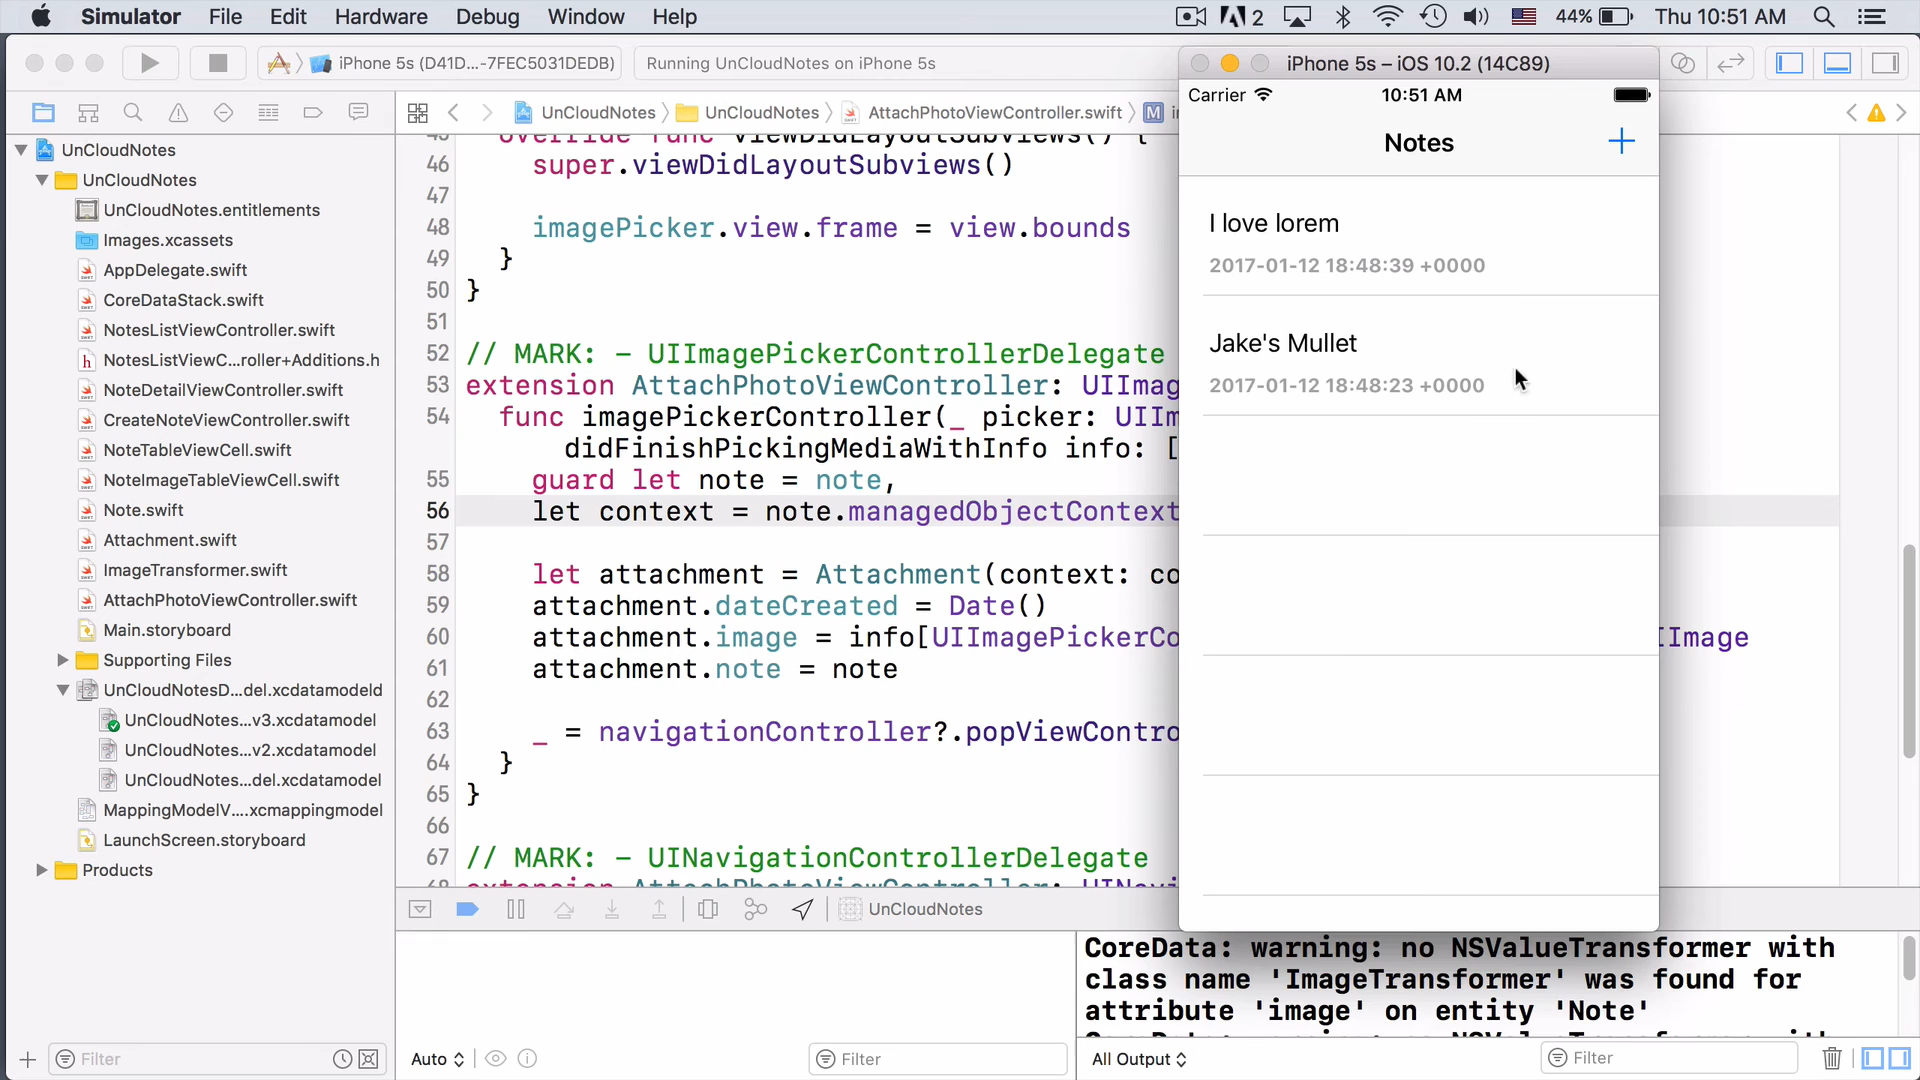 Simulator File Edit Hardware Debug Window Help 2 44% Thu 10:51 AM
iPhone 5s (D41D...-7FEC5031DEDB) Running UnCloudNotes on iPhone 5s
UnCloudNotes UnCloudNotes AttachPhotoViewController.swift M
UnCloudNotes
UnCloudNotes
UnCloudNotes.entitlements
Images.xcassets
AppDelegate.swift
CoreDataStack.swift
NotesListViewController.swift
NotesListViewC...roller+Additions.h
NoteDetailViewController.swift
CreateNoteViewController.swift
NoteTableViewCell.swift
NoteImageTableViewCell.swift
Note.swift
Attachment.swift
ImageTransformer.swift
AttachPhotoViewController.swift
Main.storyboard
Supporting Files
UnCloudNotesD...del.xcdatamodeld
UnCloudNotes...v3.xcdatamodel
UnCloudNotes...v2.xcdatamodel
UnCloudNotes...del.xcdatamodel
MappingModelV....xcmappingmodel
LaunchScreen.storyboard
Products
Filter
override func viewDidLayoutSubviews() {
46 super.viewDidLayoutSubviews()
47
48 imagePicker.view.frame = view.bounds
49 }
50 }
51
52 // MARK: - UIImagePickerControllerDelegate
53 extension AttachPhotoViewController: UIImag
54 func imagePickerController(_ picker: UIIm
didFinishPickingMediaWithInfo info: [
55 guard let note = note,
56 let context = note.managedObjectContext
57
58 let attachment = Attachment(context: co
59 attachment.dateCreated = Date()
60 attachment.image = info[UIImagePickerCo IImage
61 attachment.note = note
62
63 _ = navigationController?.popViewContro
64 }
65 }
66
67 // MARK: - UINavigationControllerDelegate
68 extension AttachPhotoViewController: UINavi
iPhone 5s – iOS 10.2 (14C89)
Carrier 10:51 AM
Notes +
I love lorem
2017-01-12 18:48:39 +0000
Jake's Mullet
2017-01-12 18:48:23 +0000
UnCloudNotes
CoreData: warning: no NSValueTransformer with
class name 'ImageTransformer' was found for
attribute 'image' on entity 'Note'
Auto Filter
All Output Filter